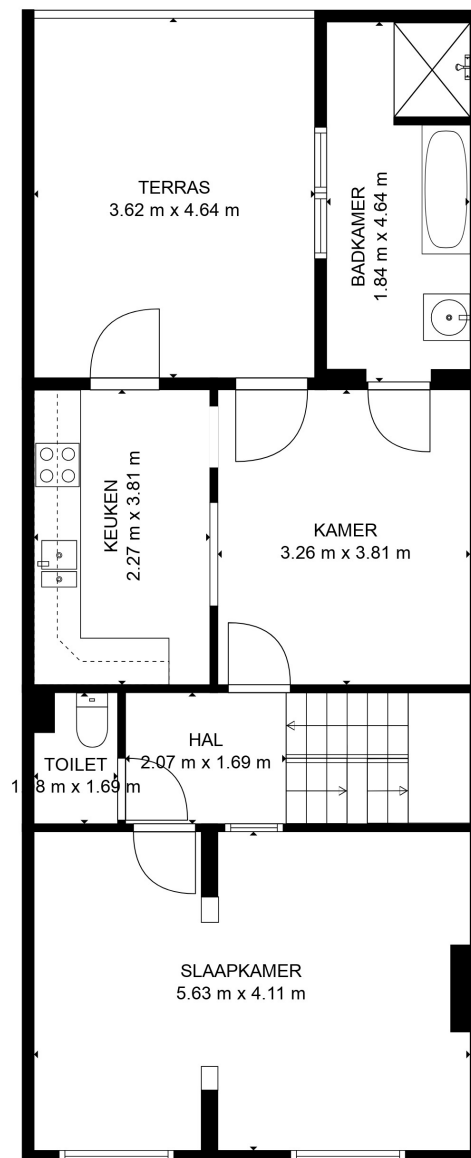 TERRAS
3.62 m x 4.64 m
BADKAMER
1.84 m x 4.64 m
KEUKEN
2.27 m x 3.81 m
KAMER
3.26 m x 3.81 m
HAL
2.07 m x 1.69 m
TOILET
m x 1.69 m
SLAAPKAMER
5.63 m x 4.11 m